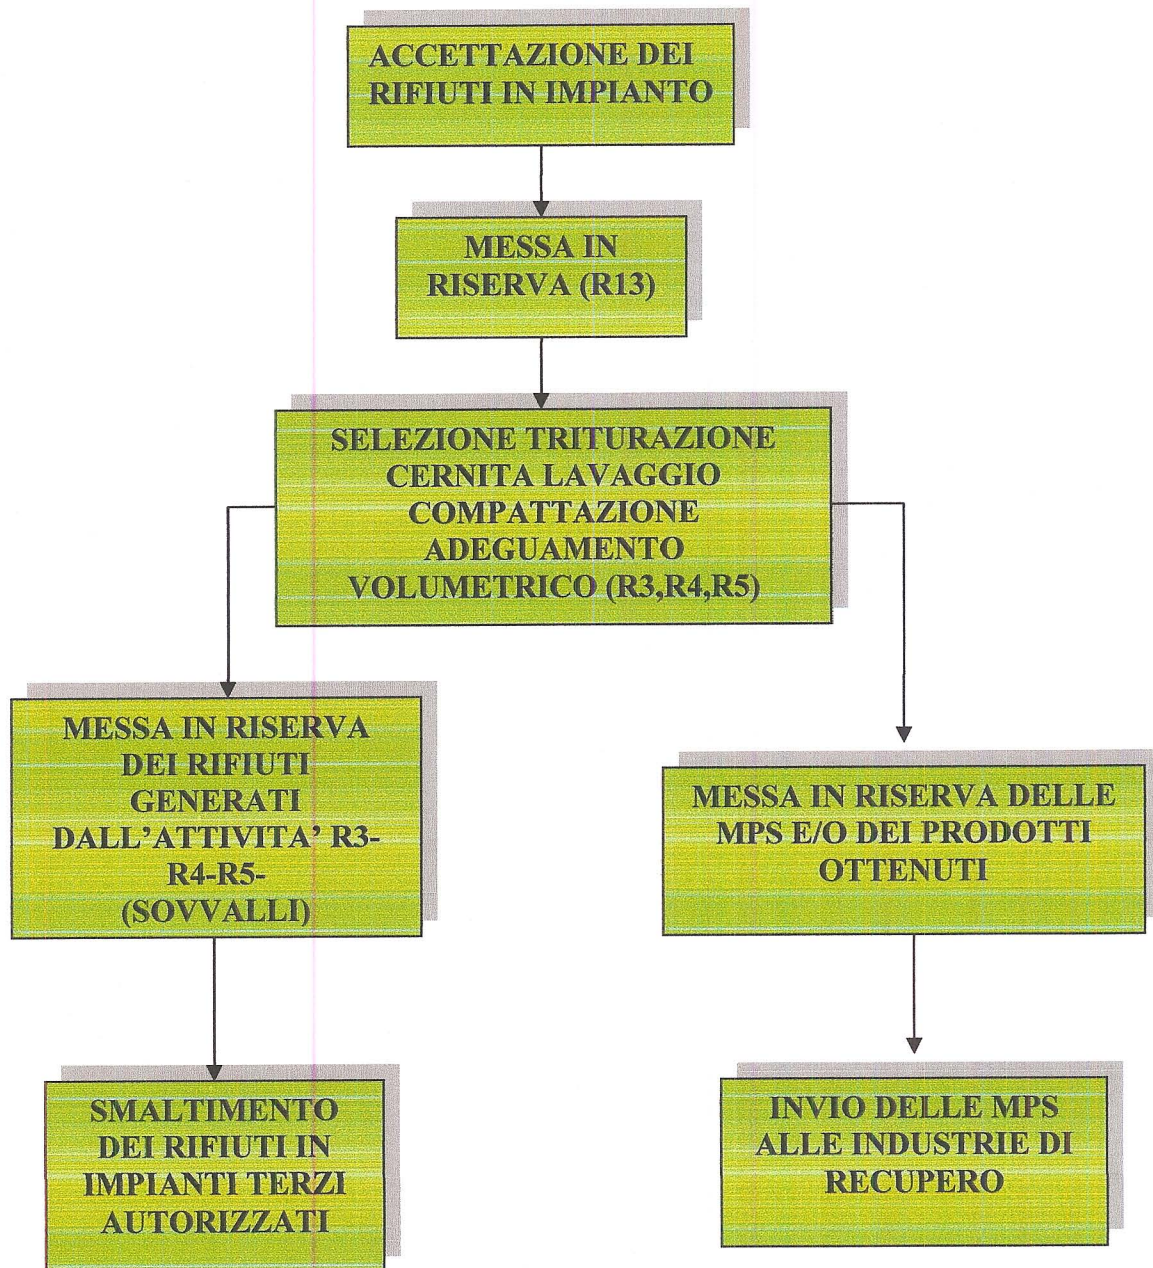 ACCETTAZIONE DEI
RIFIUTI IN IMPIANTO
MESSA IN
RISERVA (R13)
SELEZIONE TRITURAZIONE
CERNITA LAVAGGIO
COMPATTAZIONE
ADEGUAMENTO
VOLUMETRICO (R3,R4,R5)
MESSA IN RISERVA
DEI RIFIUTI
GENERATI
DALL'ATTIVITA' R3-
R4-R5-
(SOVVALLI)
MESSA IN RISERVA DELLE
MPS E/O DEI PRODOTTI
OTTENUTI
SMALTIMENTO
DEI RIFIUTI IN
IMPIANTI TERZI
AUTORIZZATI
INVIO DELLE MPS
ALLE INDUSTRIE DI
RECUPERO